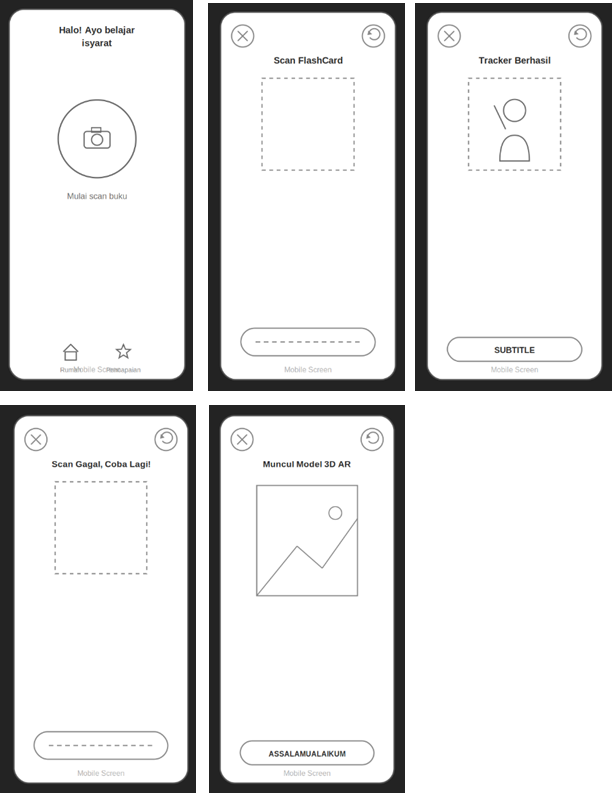 Halo! Ayo belajar
isyarat
Mulai scan buku
Rumah
Mobile Screen
Pencapaian
Scan FlashCard
Mobile Screen
Tracker Berhasil
SUBTITLE
Mobile Screen
Scan Gagal, Coba Lagi!
Mobile Screen
Muncul Model 3D AR
ASSALAMUALAIKUM
Mobile Screen